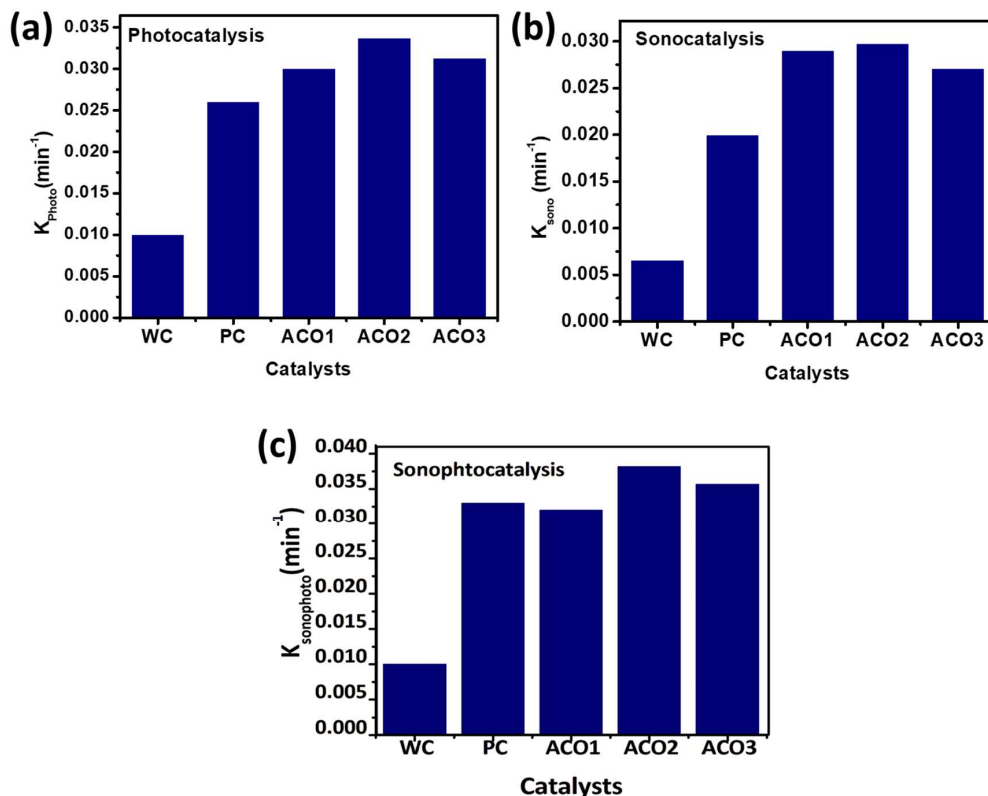 (a)
Photocatalysis
0.035
0.030
0.025
0.020
0.015
0.010
0.005
0.000
K_Photo(min⁻¹)
WC PC ACO1 ACO2 ACO3
Catalysts
(b)
Sonocatalysis
0.030
0.025
0.020
0.015
0.010
0.005
0.000
K_sono (min⁻¹)
WC PC ACO1 ACO2 ACO3
Catalysts
(c)
Sonophtocatalysis
0.040
0.035
0.030
0.025
0.020
0.015
0.010
0.005
0.000
K_sonophoto(min⁻¹)
WC PC ACO1 ACO2 ACO3
Catalysts